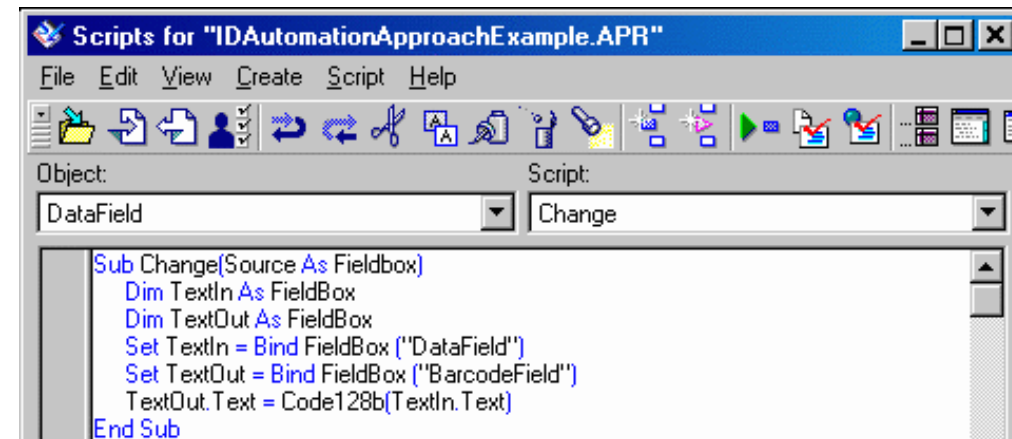 Scripts for "IDAutomationApproachExample.APR"
File Edit View Create Script Help
Object: Script:
DataField Change
Sub Change(Source As Fieldbox)
Dim TextIn As FieldBox
Dim TextOut As FieldBox
Set TextIn = Bind FieldBox ("DataField")
Set TextOut = Bind FieldBox ("BarcodeField")
TextOut.Text = Code128b(TextIn.Text)
End Sub